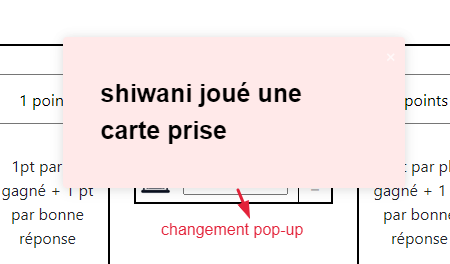 shiwani joué une
carte prise
1 poin
points
1pt par
gagné + 1 pt
par bonne
réponse
par p
gagné + 1
par bonne
réponse
changement pop-up